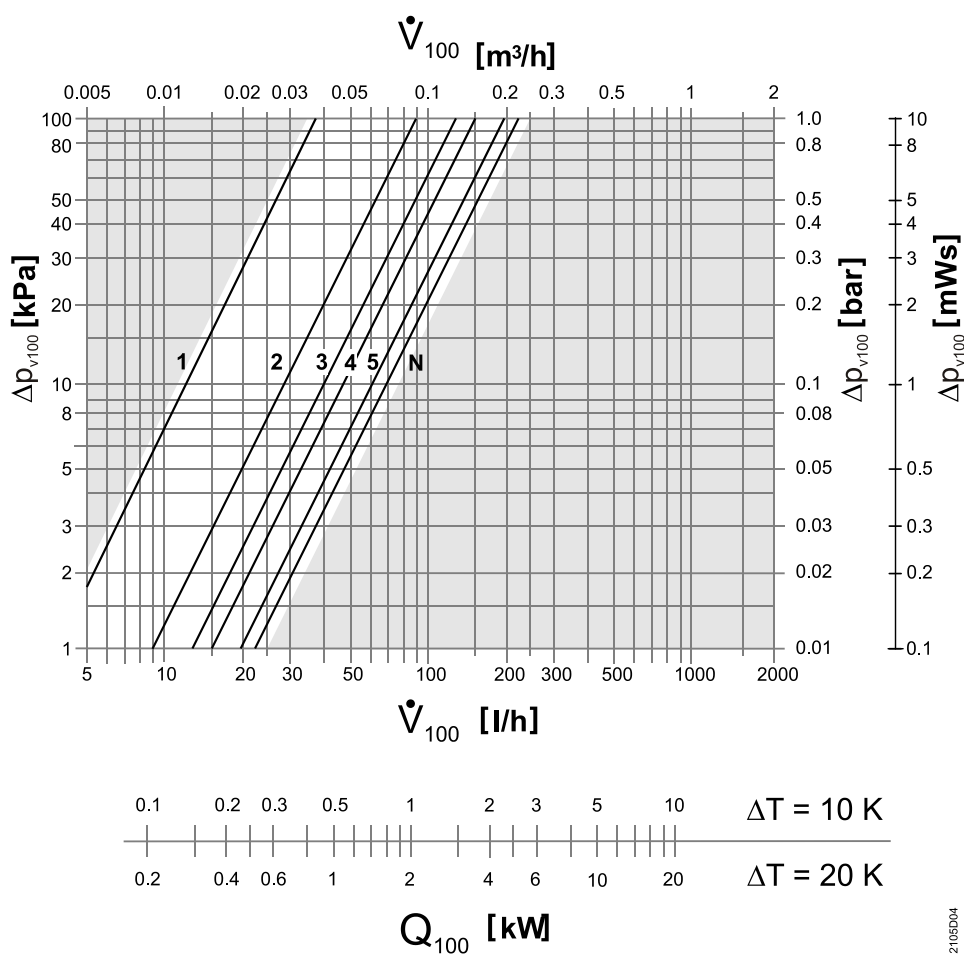 V̇100 [m³/h]
0.005 0.01 0.02 0.03 0.05 0.1 0.2 0.3 0.5 1 2
100 1.0 10
80 0.8 8
50 0.5 5
40 0.4 4
30 0.3 3
20 0.2 2
10 0.1 1
8 0.08
5 0.05 0.5
3 0.03 0.3
2 0.02 0.2
1 0.01 0.1
Δpv100 [kPa]
1 2 3 4 5 N
Δpv100 [bar]
Δpv100 [mWs]
5 10 20 30 50 100 200 300 500 1000 2000
V̇100 [l/h]
0.1 0.2 0.3 0.5 1 2 3 5 10 ΔT = 10 K
0.2 0.4 0.6 1 2 4 6 10 20 ΔT = 20 K
Q100 [kW]
2105D04